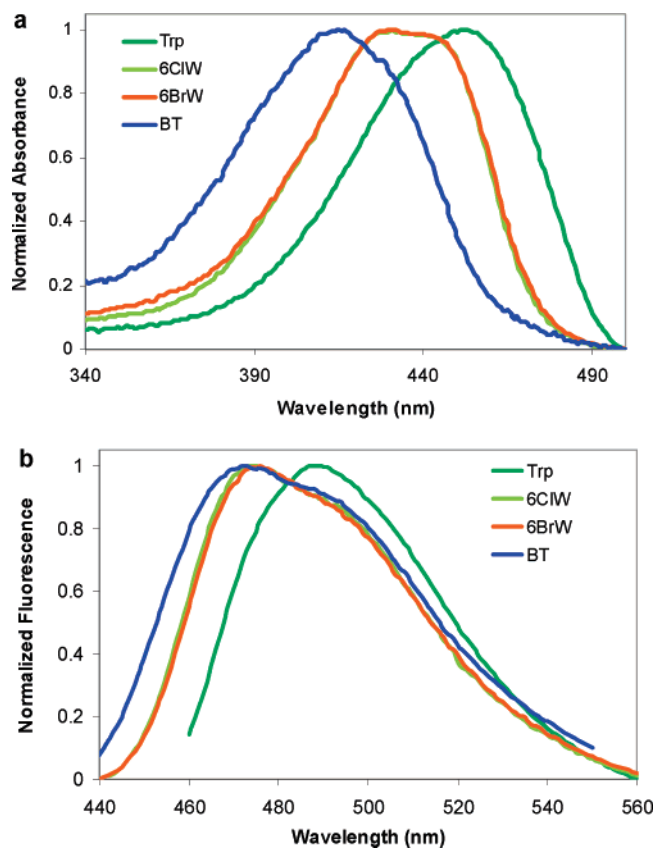 a
Normalized Absorbance
1
0.8
0.6
0.4
0.2
0
Trp
6ClW
6BrW
BT
340
390
440
490
Wavelength (nm)
b
Normalized Fluorescence
1
0.8
0.6
0.4
0.2
0
Trp
6ClW
6BrW
BT
440
460
480
500
520
540
560
Wavelength (nm)